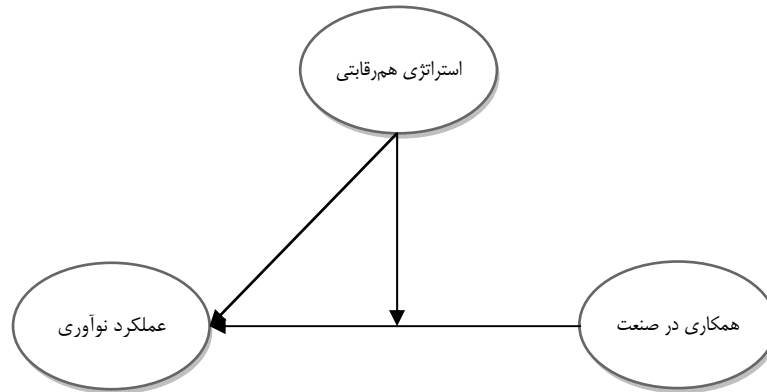 استراتژی هم‌رقابتی
همکاری در صنعت
عملکرد نوآوری